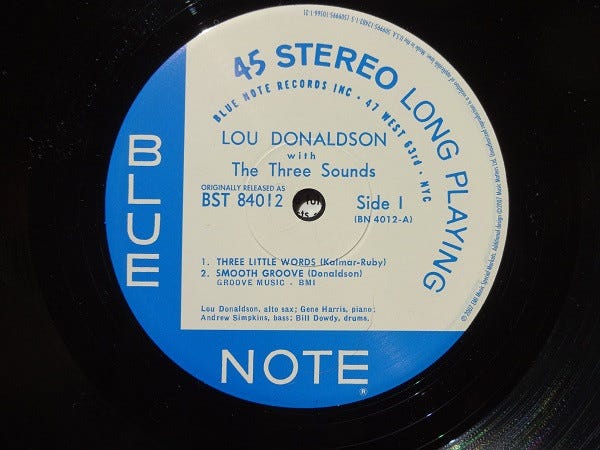 45 STEREO LONG PLAYING
BLUE NOTE RECORDS INC · 47 WEST 63rd · NYC
LOU DONALDSON
with
The Three Sounds
ORIGINALLY RELEASED AS
BST 84012
Side 1
(BN 4012-A)
1. THREE LITTLE WORDS (Kalmar-Ruby)
2. SMOOTH GROOVE (Donaldson)
GROOVE MUSIC - BMI
Lou Donaldson, alto sax; Gene Harris, piano;
Andrew Simpkins, bass; Bill Dowdy, drums.
BLUE
NOTE ®